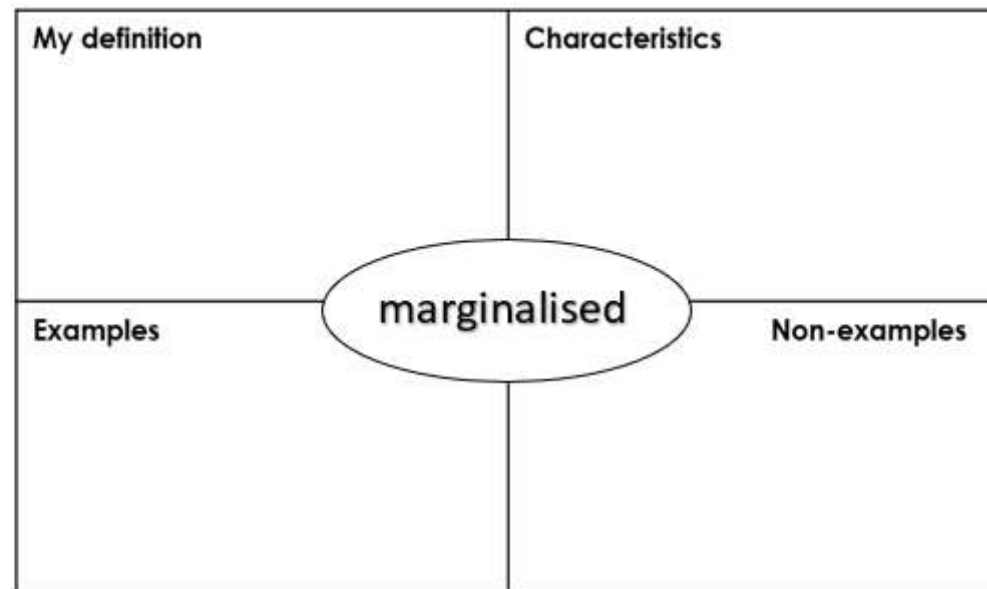 My definition
Characteristics
marginalised
Examples
Non-examples